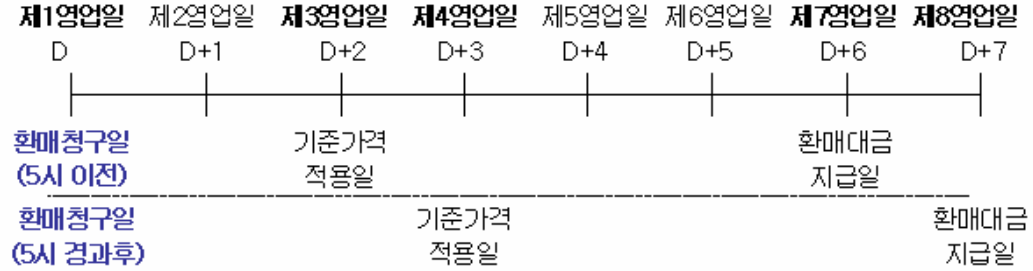 제1영업일 제2영업일 제3영업일 제4영업일 제5영업일 제6영업일 제7영업일 제8영업일
D D+1 D+2 D+3 D+4 D+5 D+6 D+7
환매청구일 기준가격 환매대금
(5시 이전) 적용일 지급일
환매청구일 기준가격 환매대금
(5시 경과후) 적용일 지급일